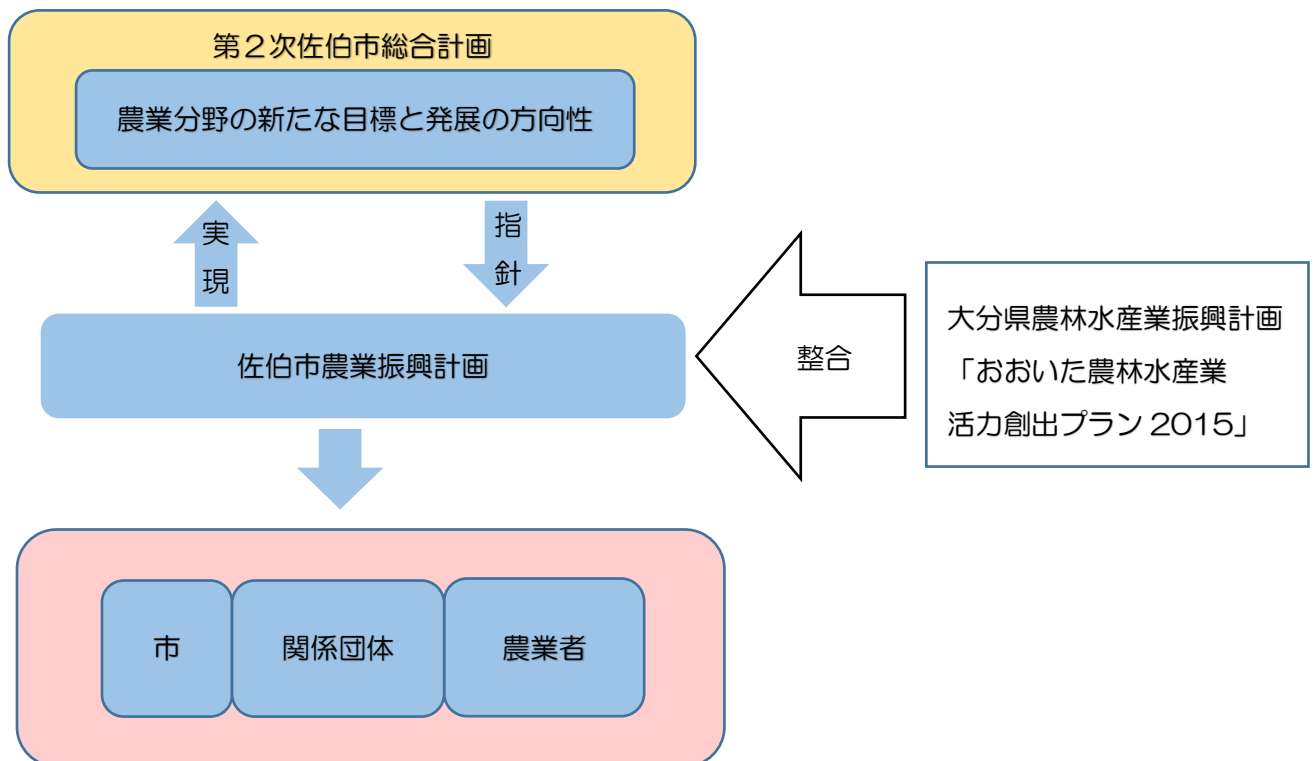 第２次佐伯市総合計画
農業分野の新たな目標と発展の方向性
実現
指針
佐伯市農業振興計画
整合
大分県農林水産業振興計画
「おおいた農林水産業
活力創出プラン 2015」
市
関係団体
農業者